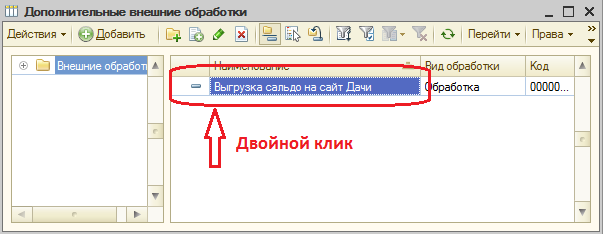 Дополнительные внешние обработки
Действия Добавить Перейти Права
Внешние обработ
Наименование Вид обработки Код
Выгрузка сальдо на сайт Дачи Обработка 00000...
Двойной клик